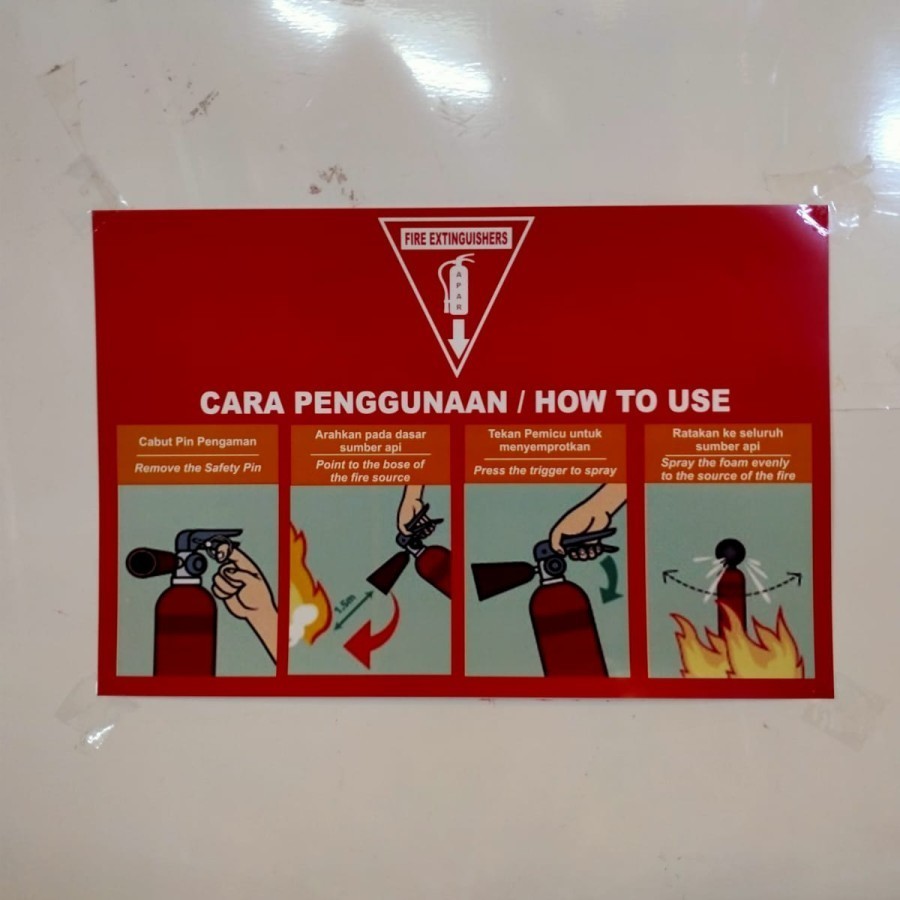 FIRE EXTINGUISHERS
A
P
A
R
CARA PENGGUNAAN / HOW TO USE
Cabut Pin Pengaman
Remove the Safety Pin
Arahkan pada dasar
sumber api
Point to the bose of
the fire source
1.5m
Tekan Pemicu untuk
menyemprotkan
Press the trigger to spray
Ratakan ke seluruh
sumber api
Spray the foam evenly
to the source of the fire